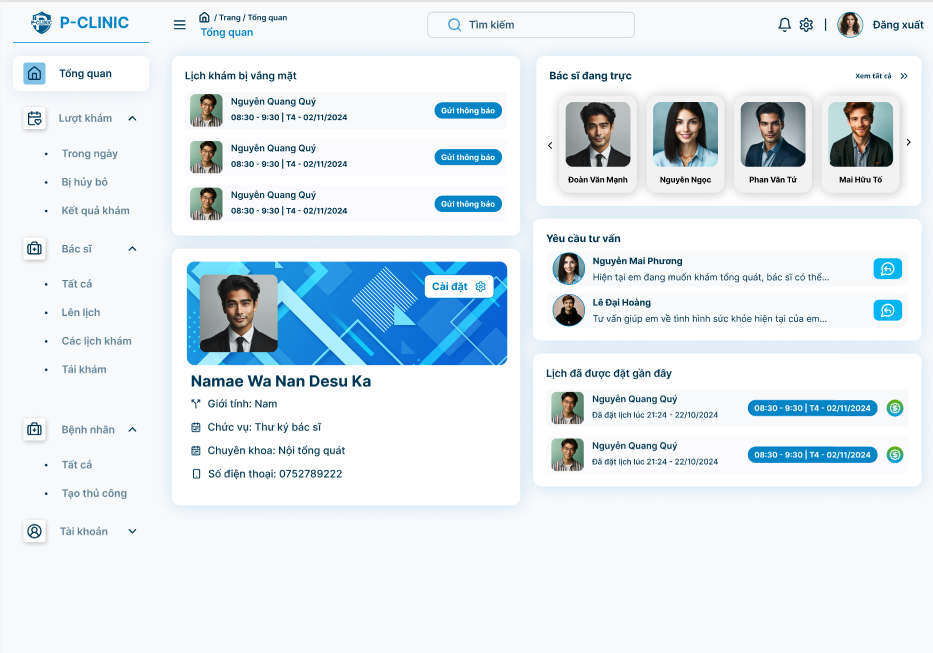 P-CLINIC
P-CLINIC
/ Trang / Tổng quan
Tổng quan
Tìm kiếm
|
Đăng xuất
Tổng quan
Lượt khám
Trong ngày
Bị hủy bỏ
Kết quả khám
Bác sĩ
Tất cả
Lên lịch
Các lịch khám
Tái khám
Bệnh nhân
Tất cả
Tạo thủ công
Tài khoản
Lịch khám bị vắng mặt
Nguyễn Quang Quý
08:30 - 9:30 | T4 - 02/11/2024
Gửi thông báo
Nguyễn Quang Quý
08:30 - 9:30 | T4 - 02/11/2024
Gửi thông báo
Nguyễn Quang Quý
08:30 - 9:30 | T4 - 02/11/2024
Gửi thông báo
Cài đặt
Namae Wa Nan Desu Ka
Giới tính: Nam
Chức vụ: Thư ký bác sĩ
Chuyên khoa: Nội tổng quát
Số điện thoại: 0752789222
Bác sĩ đang trực
Xem tất cả
Đoàn Văn Mạnh
Nguyên Ngọc
Phan Văn Tứ
Mai Hữu Tố
Yêu cầu tư vấn
Nguyễn Mai Phương
Hiện tại em đang muốn khám tổng quát, bác sĩ có thể...
Lê Đại Hoàng
Tư vấn giúp em về tình hình sức khỏe hiện tại của em...
Lịch đã được đặt gần đây
Nguyễn Quang Quý
Đã đặt lịch lúc 21:24 - 22/10/2024
08:30 - 9:30 | T4 - 02/11/2024
Nguyễn Quang Quý
Đã đặt lịch lúc 21:24 - 22/10/2024
08:30 - 9:30 | T4 - 02/11/2024